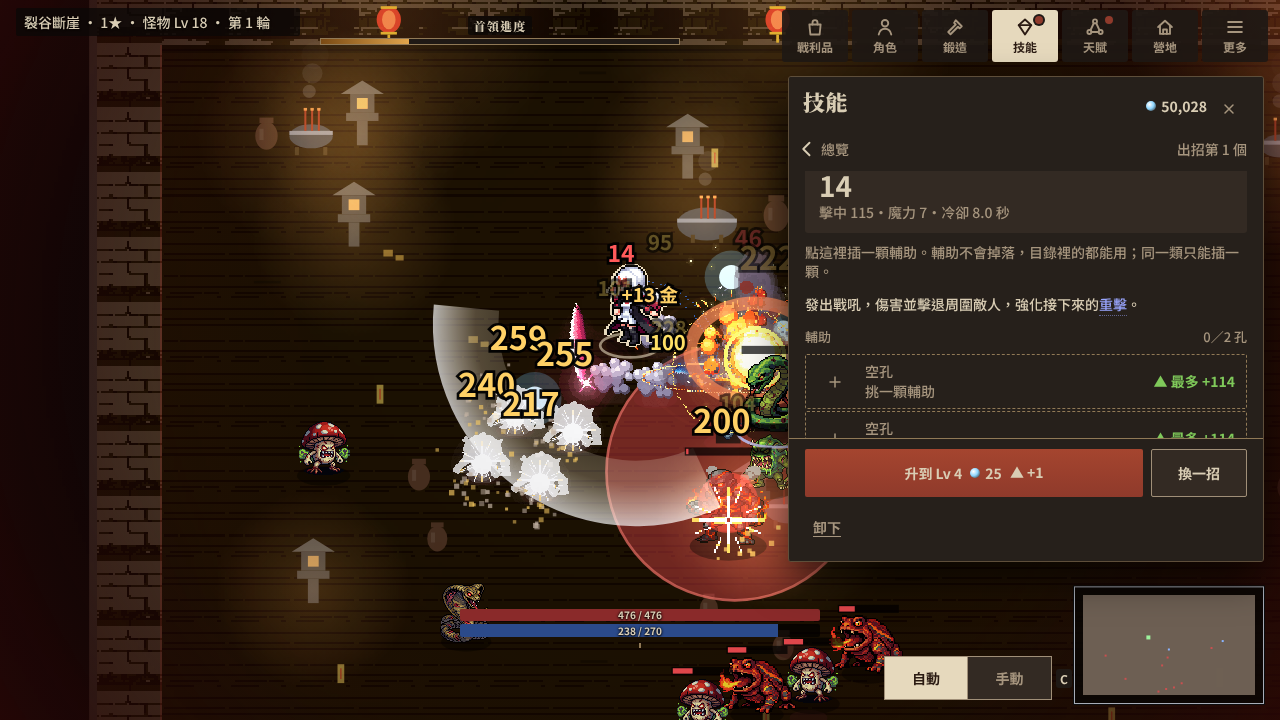 裂谷斷崖 · 1★ · 怪物 Lv 18 · 第 1 輪
首領進度
戰利品
角色
鍛造
技能
天賦
營地
更多
技能
50,028
總覽
出招第 1 個
14
擊中 115・魔力 7・冷卻 8.0 秒
點這裡插一顆輔助。輔助不會掉落，目錄裡的都能用；同一類只能插一
顆。
發出戰吼，傷害並擊退周圍敵人，強化接下來的重擊。
輔助
0／2 孔
空孔
挑一顆輔助
▲ 最多 +114
空孔
▲ 最多 +114
升到 Lv 4 25 ▲ +1
換一招
卸下
14
95
46
222
+13 金
100
259
255
240
217
200
104
476 / 476
238 / 270
自動
手動
C